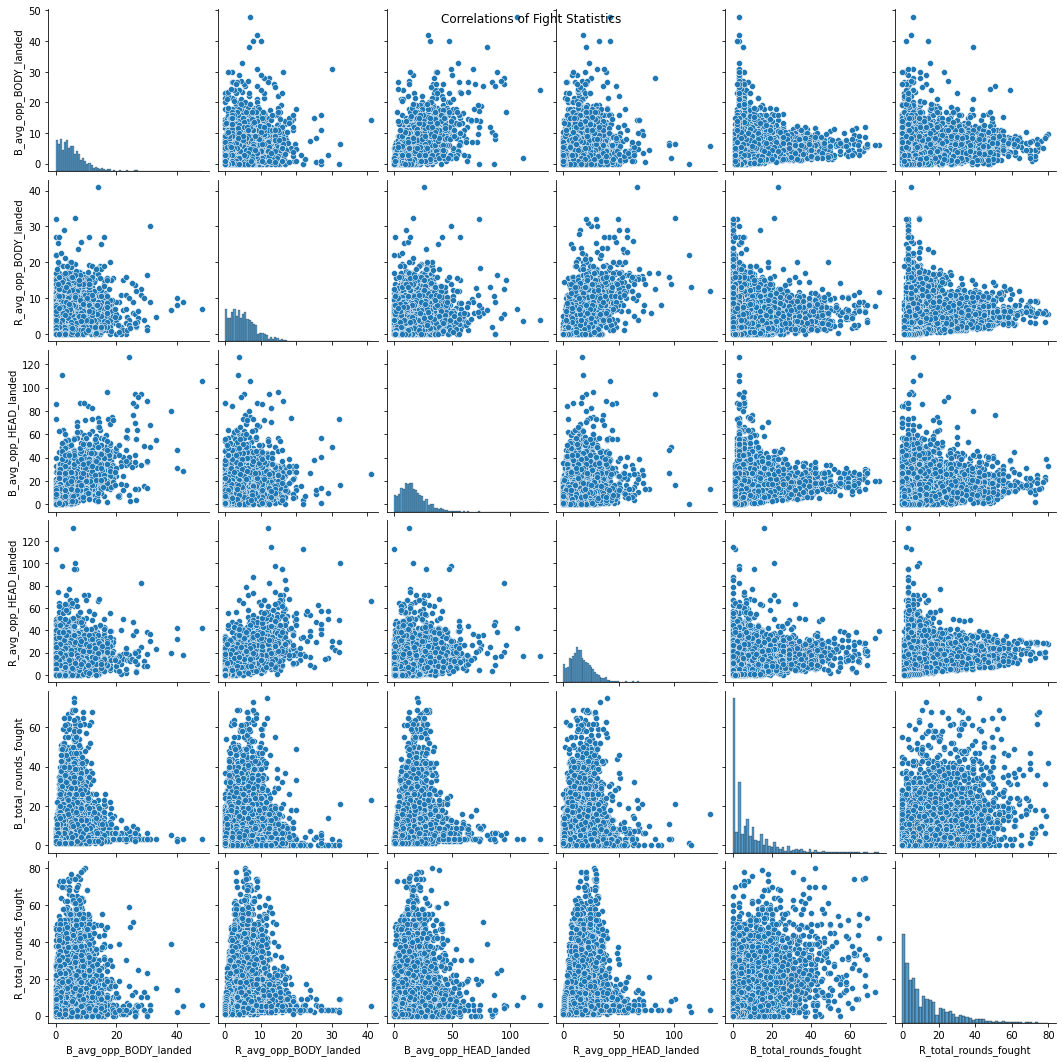 Correlations of Fight Statistics
50
40
30
20
10
0
B_avg_opp_BODY_landed
40
30
20
10
0
R_avg_opp_BODY_landed
120
100
80
60
40
20
0
B_avg_opp_HEAD_landed
120
100
80
60
40
20
0
R_avg_opp_HEAD_landed
60
40
20
0
B_total_rounds_fought
80
60
40
20
0
R_total_rounds_fought
0 20 40
B_avg_opp_BODY_landed
0 10 20 30 40
R_avg_opp_BODY_landed
0 50 100
B_avg_opp_HEAD_landed
0 50 100
R_avg_opp_HEAD_landed
0 20 40 60
B_total_rounds_fought
0 20 40 60 80
R_total_rounds_fought